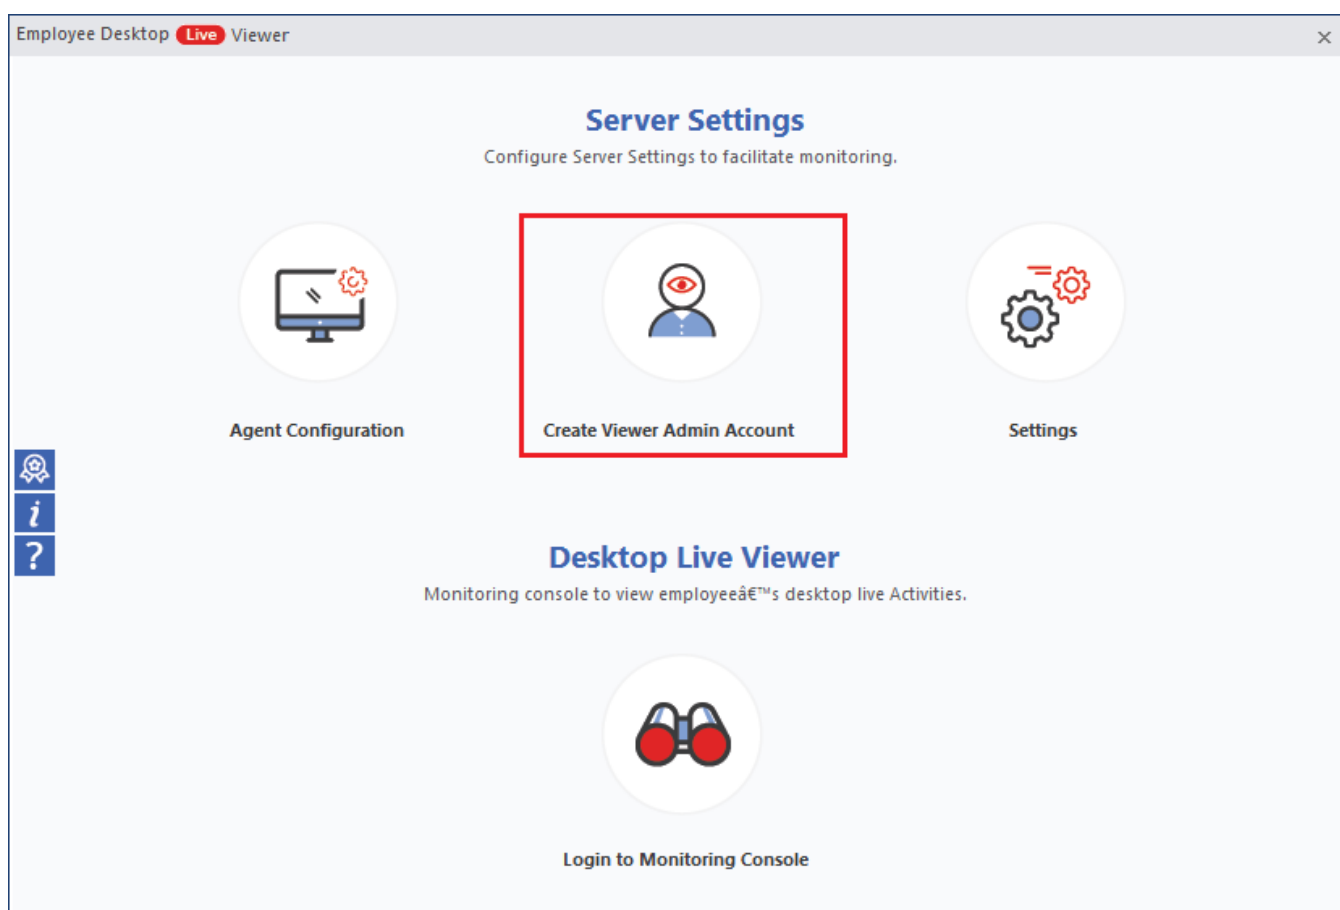 Employee Desktop Live Viewer
Server Settings
Configure Server Settings to facilitate monitoring.
Agent Configuration
Create Viewer Admin Account
Settings
i
?
Desktop Live Viewer
Monitoring console to view employeeâ€™s desktop live Activities.
Login to Monitoring Console